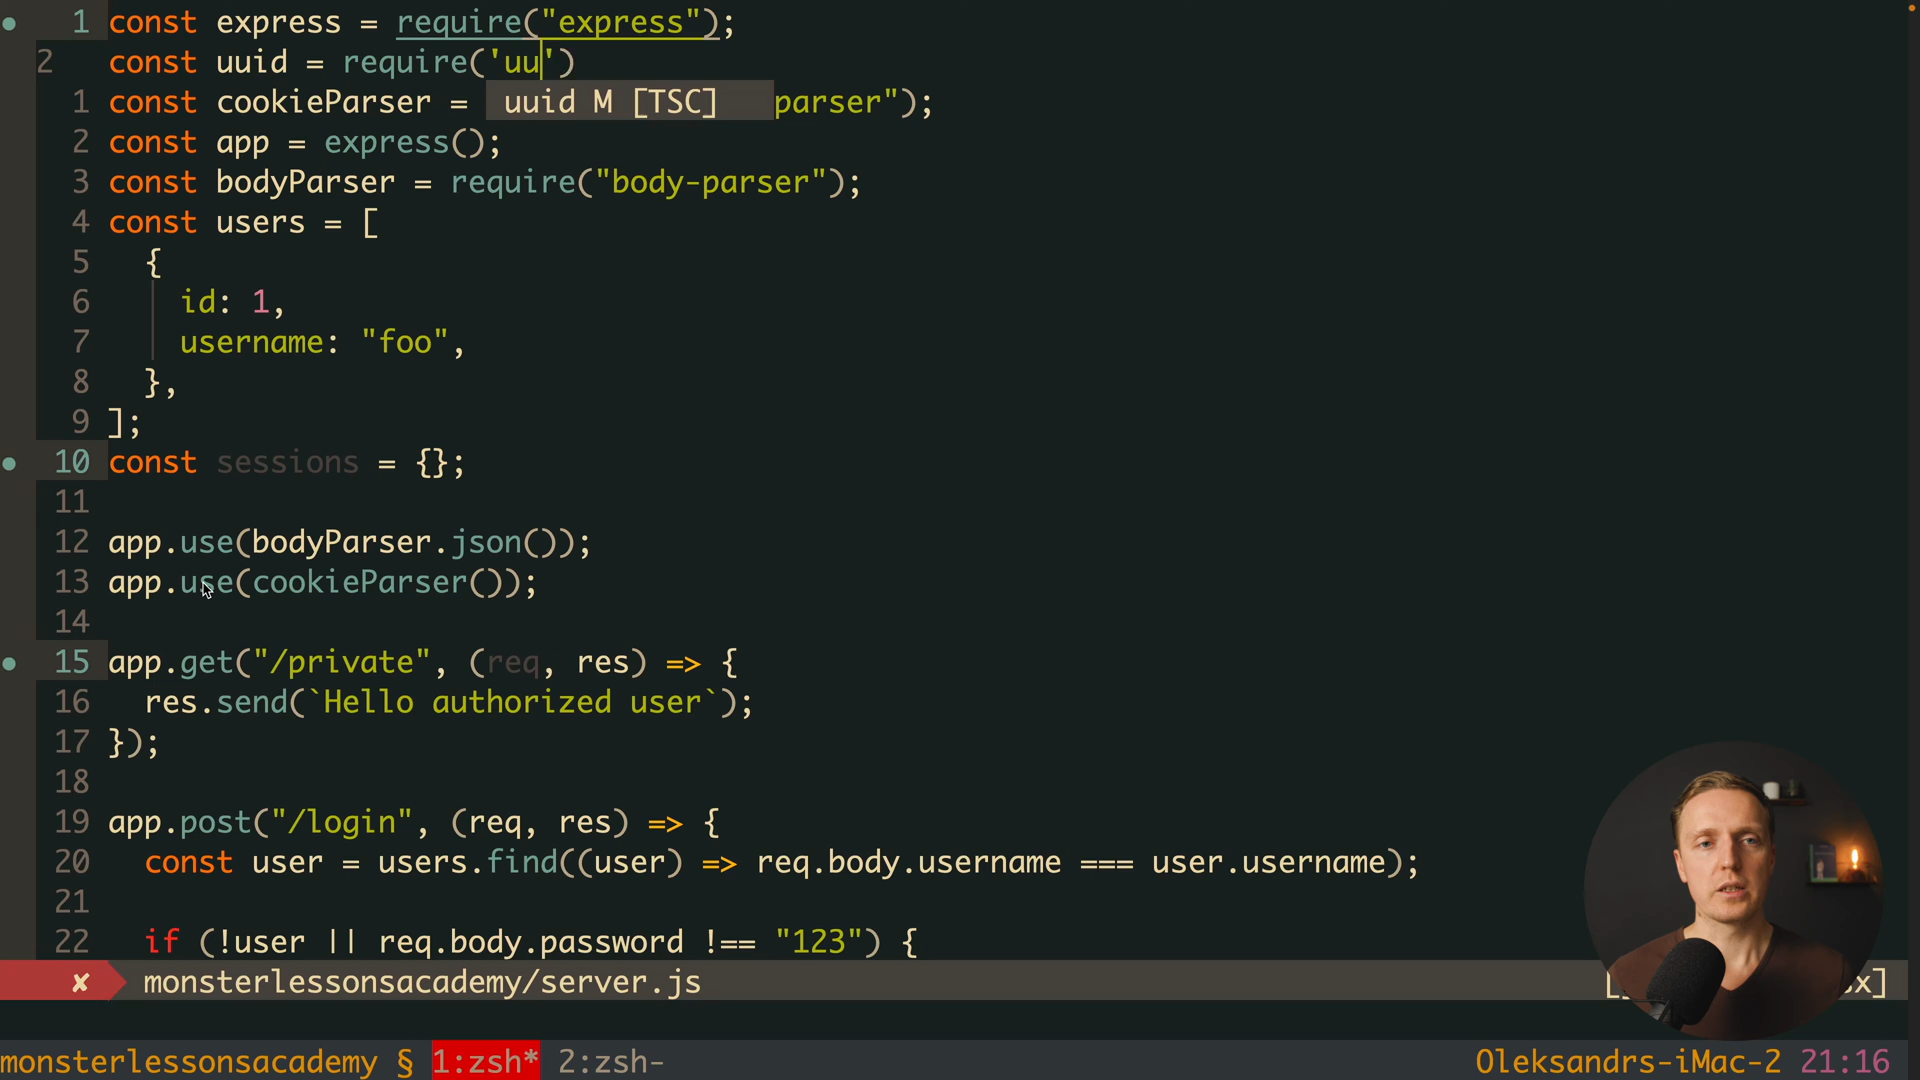 1 const express = require("express");
2 const uuid = require('uu')
1 const cookieParser = uuid M [TSC] parser");
2 const app = express();
3 const bodyParser = require("body-parser");
4 const users = [
5 {
6 id: 1,
7 username: "foo",
8 },
9 ];
10 const sessions = {};
11
12 app.use(bodyParser.json());
13 app.use(cookieParser());
14
15 app.get("/private", (req, res) => {
16 res.send(`Hello authorized user`);
17 });
18
19 app.post("/login", (req, res) => {
20 const user = users.find((user) => req.body.username === user.username);
21
22 if (!user || req.body.password !== "123") {
✘ monsterlessonsacademy/server.js
monsterlessonsacademy § 1:zsh* 2:zsh- Oleksandrs-iMac-2 21:16